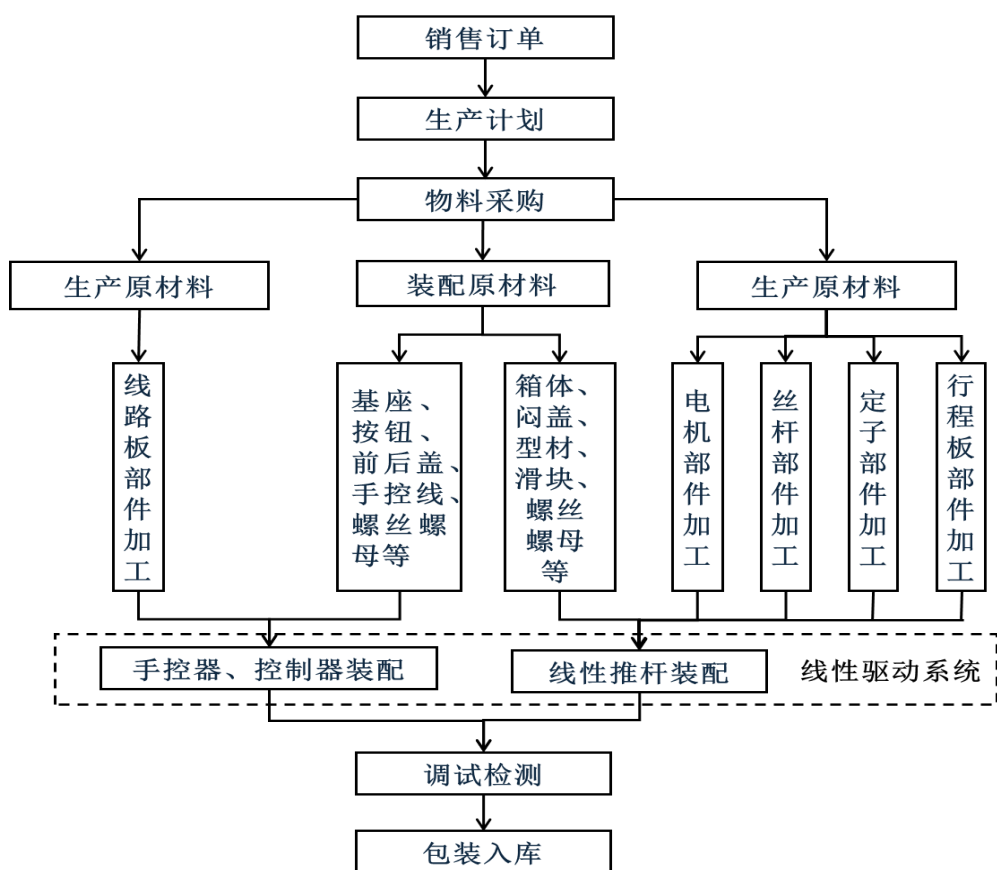 销售订单
生产计划
物料采购
生产原材料
装配原材料
生产原材料
线路板部件加工
基座、
按钮、
前后盖、
手控线、
螺丝螺
母等
箱体、
闷盖、
型材、
滑块、
螺丝
螺母
等
电机部件加工
丝杆部件加工
定子部件加工
行程板部件加工
手控器、控制器装配
线性推杆装配
线性驱动系统
调试检测
包装入库